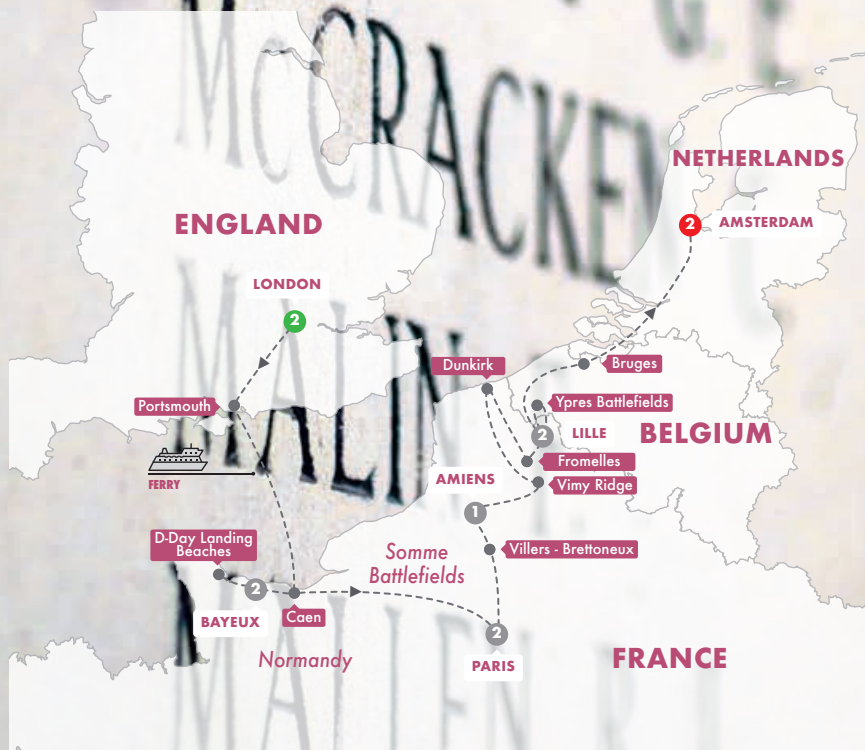 McCRACKEN
NETHERLANDS
2
AMSTERDAM
ENGLAND
LONDON
2
Dunkirk
Bruges
Portsmouth
Ypres Battlefields
2
LILLE
BELGIUM
Fromelles
FERRY
AMIENS
Vimy Ridge
1
D-Day Landing
Beaches
Somme
Battlefields
Villers - Brettoneux
2
BAYEUX
Caen
2
Normandy
PARIS
FRANCE